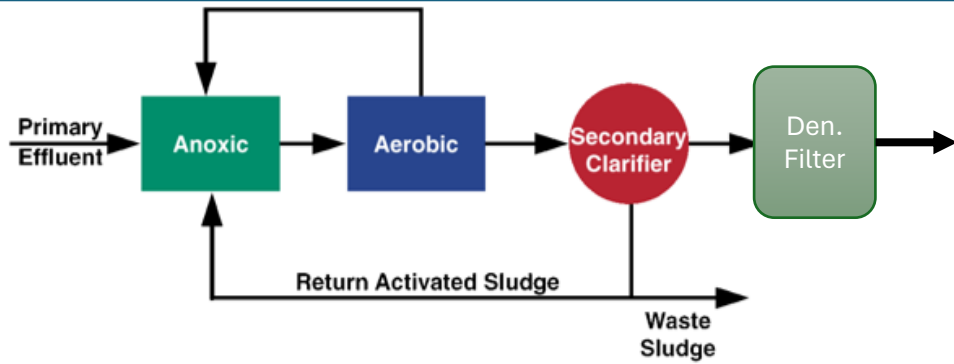 Primary
Effluent
Anoxic
Aerobic
Secondary
Clarifier
Den.
Filter
Return Activated Sludge
Waste
Sludge